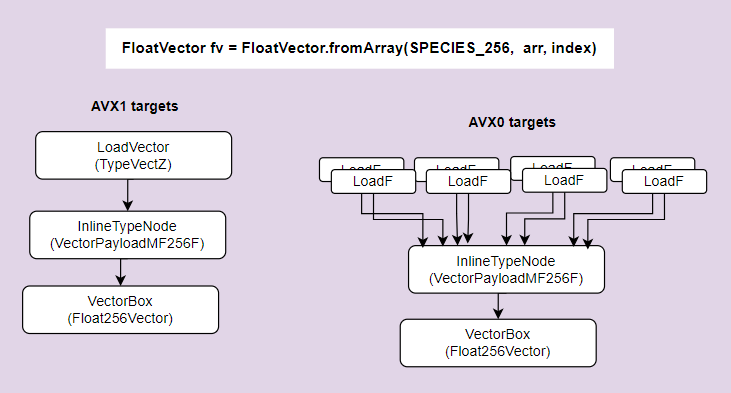 FloatVector fv = FloatVector.fromArray(SPECIES_256, arr, index)
AVX1 targets
LoadVector
(TypeVectZ)
InlineTypeNode
(VectorPayloadMF256F)
VectorBox
(Float256Vector)
AVX0 targets
LoadF
LoadF
LoadF
LoadF
LoadF
LoadF
LoadF
LoadF
InlineTypeNode
(VectorPayloadMF256F)
VectorBox
(Float256Vector)